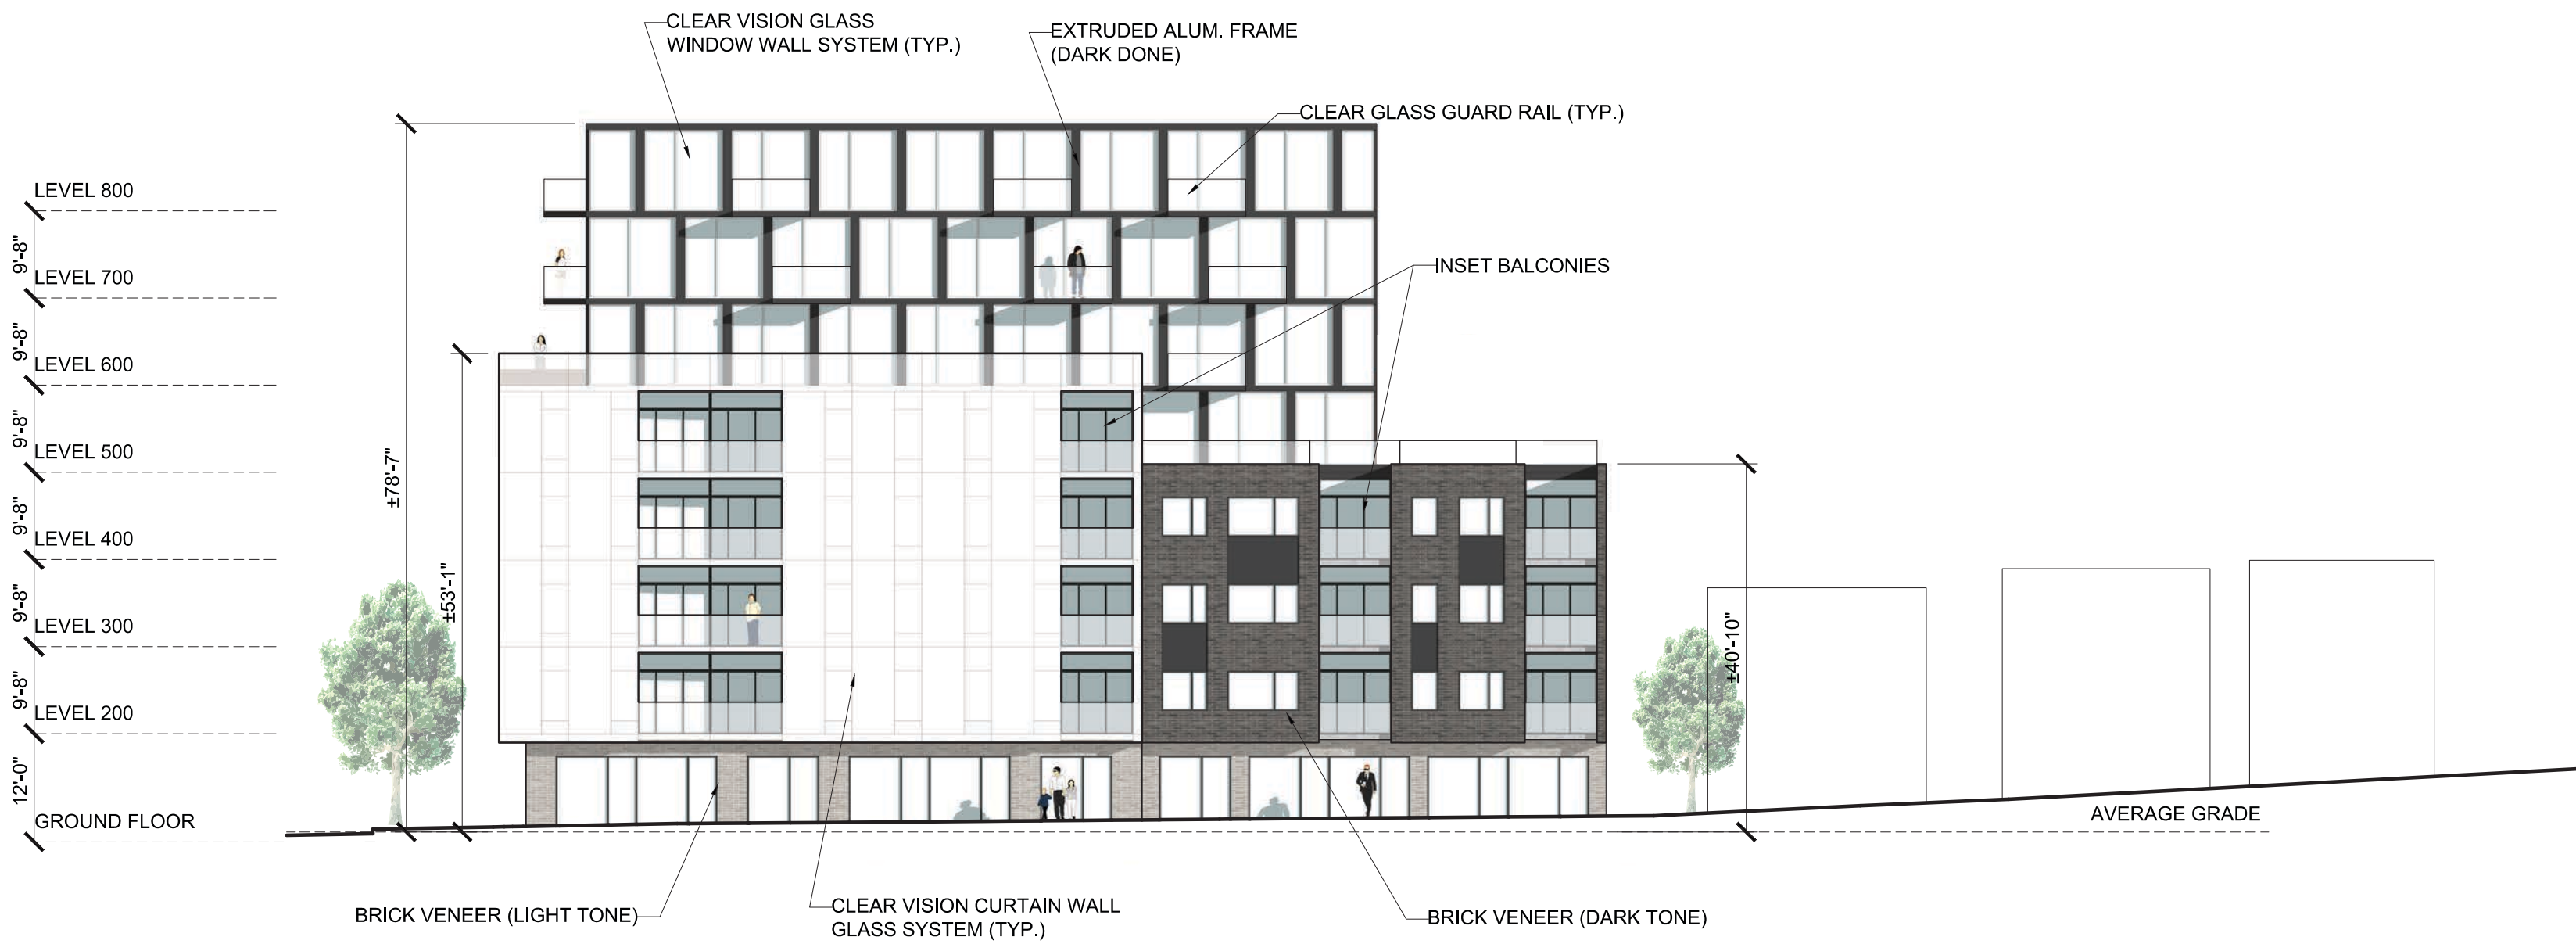 CLEAR VISION GLASS
WINDOW WALL SYSTEM (TYP.)
EXTRUDED ALUM. FRAME
(DARK DONE)
CLEAR GLASS GUARD RAIL (TYP.)
LEVEL 800
9'-8"
LEVEL 700
9'-8"
LEVEL 600
9'-8"
LEVEL 500
9'-8"
LEVEL 400
9'-8"
LEVEL 300
9'-8"
LEVEL 200
12'-0"
GROUND FLOOR
±78'-7"
±53'-1"
INSET BALCONIES
±40'-10"
AVERAGE GRADE
BRICK VENEER (LIGHT TONE)
CLEAR VISION CURTAIN WALL
GLASS SYSTEM (TYP.)
BRICK VENEER (DARK TONE)